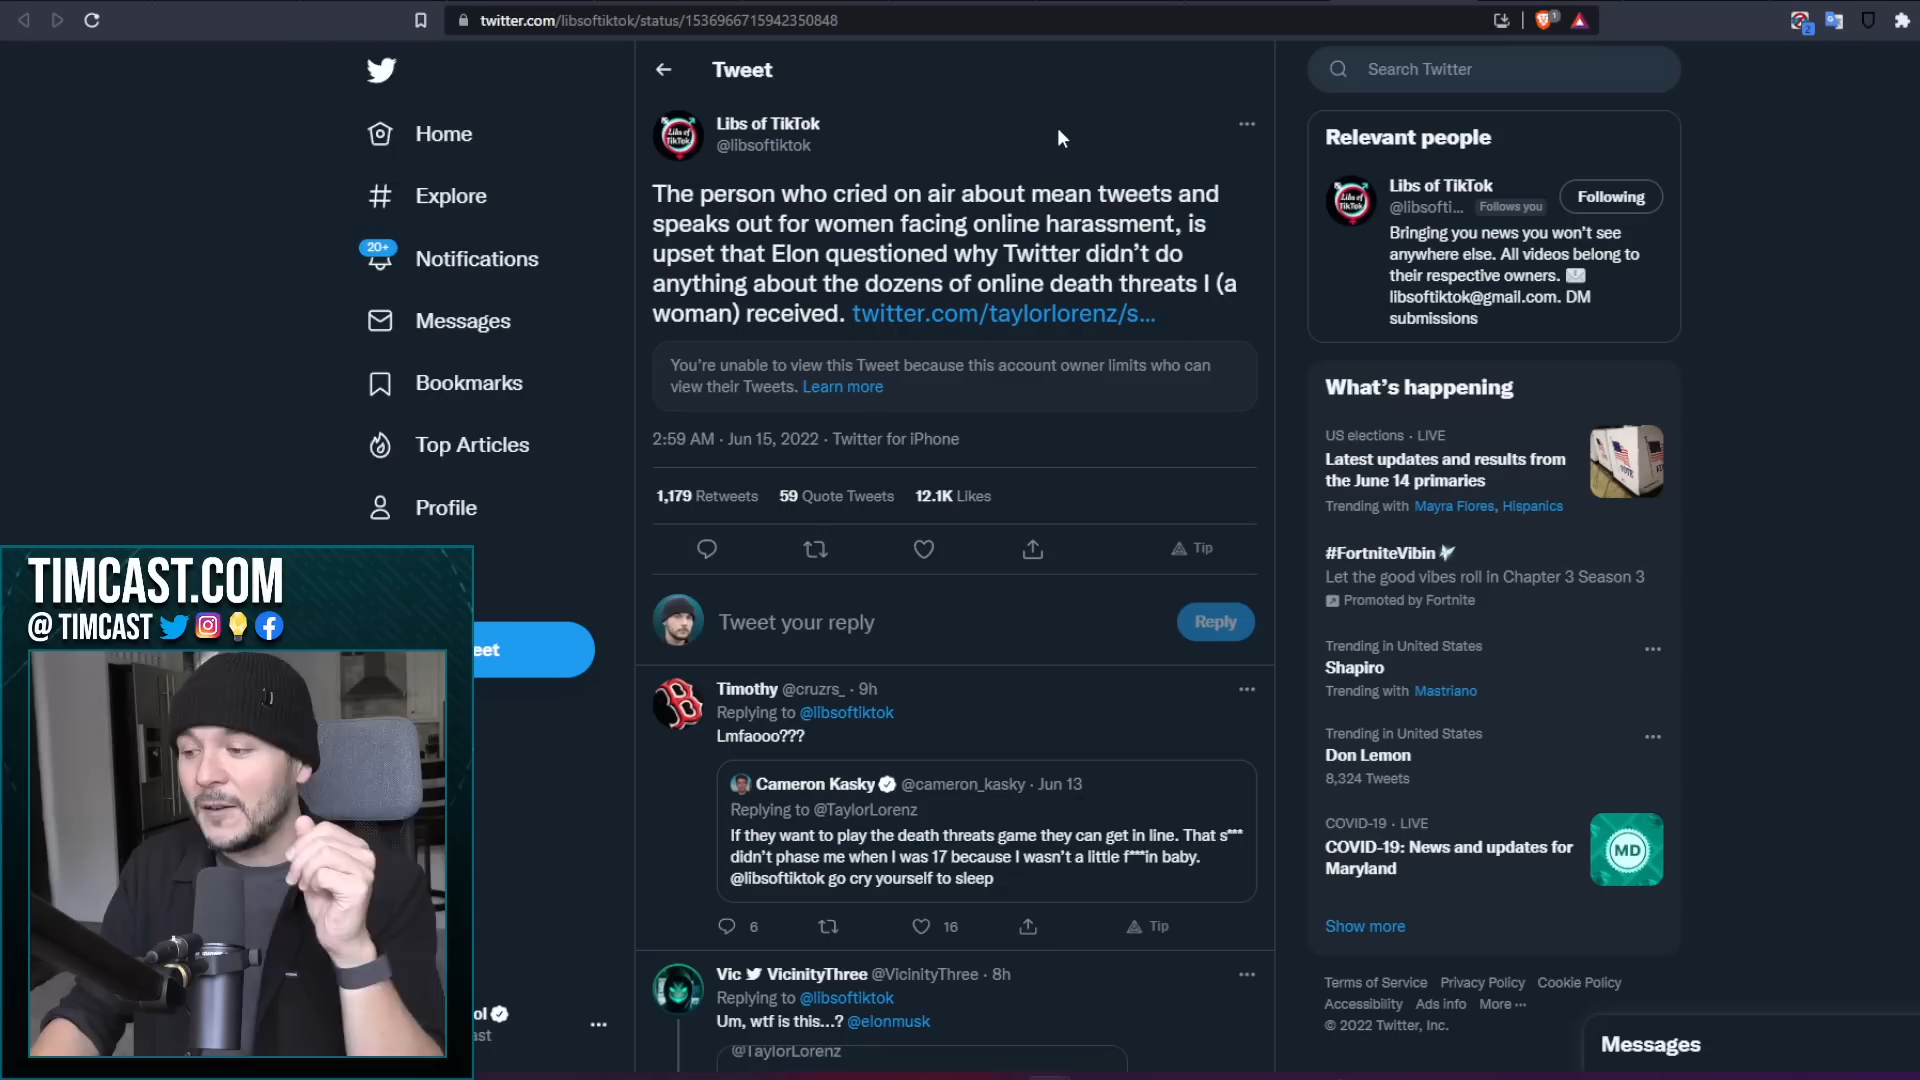 twitter.com/libsoftiktok/status/1536966715942350848
1
2
Tweet
Search Twitter
Home
Explore
20+
Notifications
Messages
Bookmarks
Top Articles
Profile
eet
Libs of TikTok
@libsoftiktok
The person who cried on air about mean tweets and
speaks out for women facing online harassment, is
upset that Elon questioned why Twitter didn't do
anything about the dozens of online death threats I (a
woman) received. twitter.com/taylorlorenz/s...
You're unable to view this Tweet because this account owner limits who can
view their Tweets. Learn more
2:59 AM · Jun 15, 2022 · Twitter for iPhone
1,179 Retweets 59 Quote Tweets 12.1K Likes
Tip
Tweet your reply
Reply
Timothy @cruzrs_ · 9h
Replying to @libsoftiktok
Lmfaooo???
Cameron Kasky @cameron_kasky · Jun 13
Replying to @TaylorLorenz
If they want to play the death threats game they can get in line. That s***
didn't phase me when I was 17 because I wasn't a little f***in baby.
@libsoftiktok go cry yourself to sleep
6
16
Tip
Vic VicinityThree @VicinityThree · 8h
Replying to @libsoftiktok
Um, wtf is this...? @elonmusk
@TaylorLorenz
Relevant people
Libs of TikTok
@libsofti... Follows you
Following
Bringing you news you won't see
anywhere else. All videos belong to
their respective owners.
libsoftiktok@gmail.com. DM
submissions
What's happening
US elections · LIVE
Latest updates and results from
the June 14 primaries
Trending with Mayra Flores, Hispanics
VOTE
#FortniteVibin
Let the good vibes roll in Chapter 3 Season 3
Promoted by Fortnite
Trending in United States
Shapiro
Trending with Mastriano
Trending in United States
Don Lemon
8,324 Tweets
COVID-19 · LIVE
COVID-19: News and updates for
Maryland
MD
Show more
Terms of Service Privacy Policy Cookie Policy
Accessibility Ads info More ...
© 2022 Twitter, Inc.
Messages
TIMCAST.COM
@ TIMCAST
ol
ast
Libs of
TikTok
Libs of
TikTok